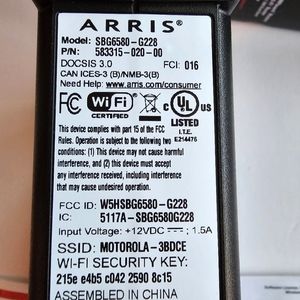 ARRIS®
Model: SBG6580-G228
P/N: 583315-020-00
DOCSIS 3.0 FCI: 016
CAN ICES-3 (B)/NMB-3(B)
Need Help: www.arris.com/consumer
FC Wi Fi CERTIFIED c UL us LISTED
I.T.E.
E214476
This device complies with part 15 of the FCC
Rules. Operation is subject to the following two
conditions: (1) This device may not cause harmful
interference, and (2) this device must accept
any interference received, including interference
that may cause undesired operation.
FCC ID: W5HSBG6580-G228
IC: 5117A-SBG6580G228
Input Voltage: +12VDC 1.5A
SSID: MOTOROLA-3BDCE
WI-FI SECURITY KEY:
215e e4b5 c042 2590 8c15
ASSEMBLED IN CHINA